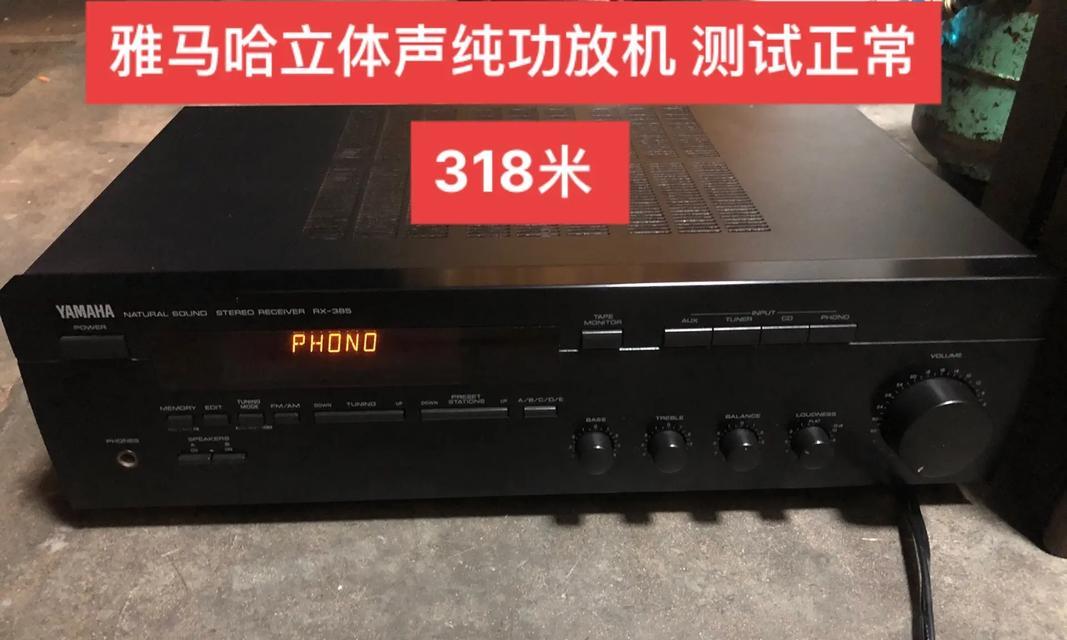 雅马哈立体声纯功放机 测试正常
318米
YAMAHA NATURAL SOUND STEREO RECEIVER RX-385
POWER
PHONO
TAPE MONITOR
INPUT
AUX TUNER CD PHONO
VOLUME
MEMORY EDIT TUNING MODE FM/AM DOWN TUNING UP DOWN PRESET STATIONS UP A/B/C/D/E
PHONES
SPEAKERS
A B
ON ON
BASS TREBLE BALANCE LOUDNESS